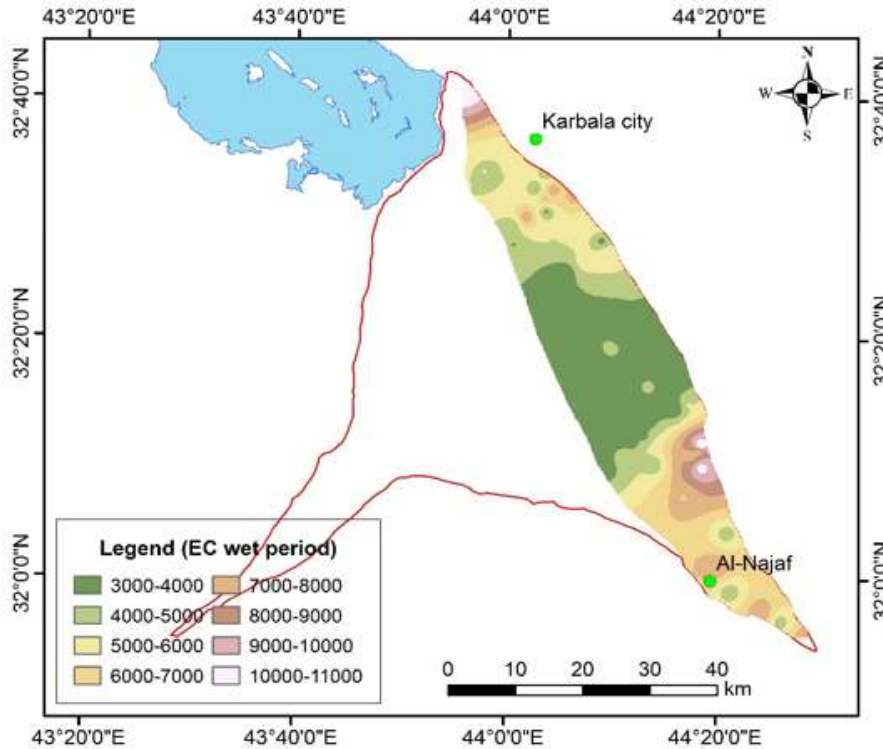 43°20'0"E 43°40'0"E 44°0'0"E 44°20'0"E
N
W E
S
32°40'0"N
32°40'0"N
Karbala city
32°20'0"N
32°20'0"N
Legend (EC wet period)
3000-4000 7000-8000
4000-5000 8000-9000
5000-6000 9000-10000
6000-7000 10000-11000
32°0'0"N
32°0'0"N
Al-Najaf
0 10 20 30 40
km
43°20'0"E 43°40'0"E 44°0'0"E 44°20'0"E